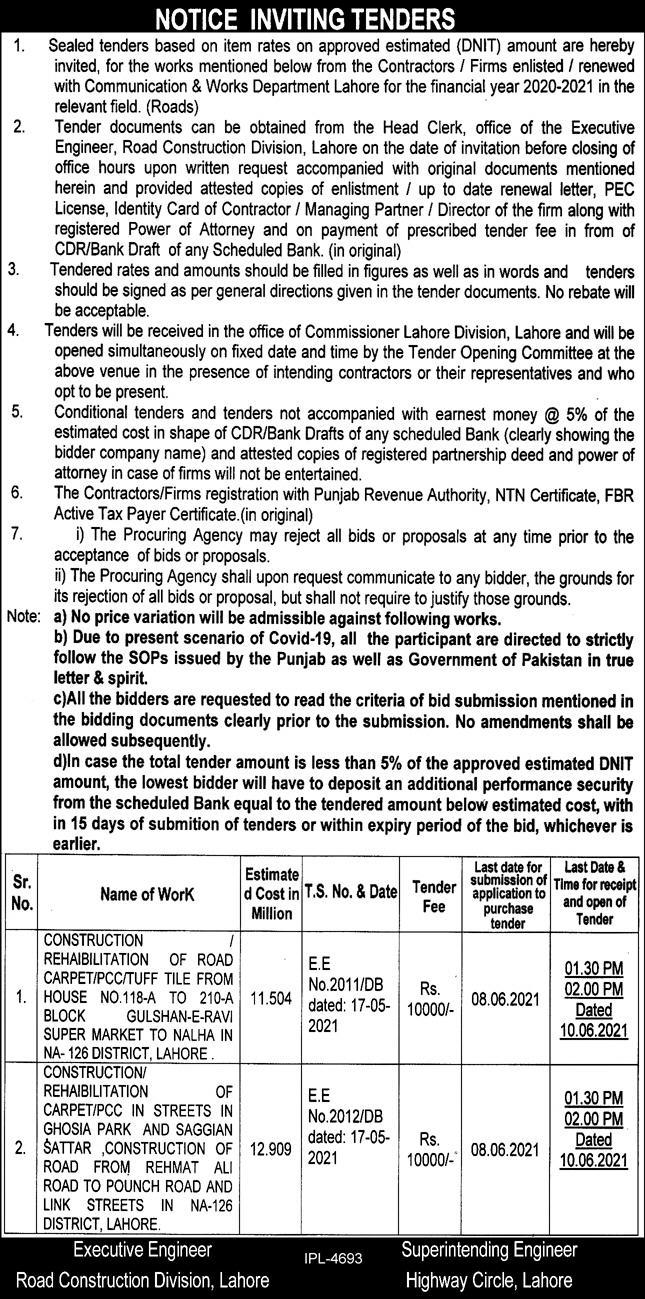 NOTICE INVITING TENDERS
1. Sealed tenders based on item rates on approved estimated (DNIT) amount are hereby
invited, for the works mentioned below from the Contractors / Firms enlisted / renewed
with Communication & Works Department Lahore for the financial year 2020-2021 in the
relevant field. (Roads)
2. Tender documents can be obtained from the Head Clerk, office of the Executive
Engineer, Road Construction Division, Lahore on the date of invitation before closing of
office hours upon written request accompanied with original documents mentioned
herein and provided attested copies of enlistment / up to date renewal letter, PEC
License, Identity Card of Contractor / Managing Partner / Director of the firm along with
registered Power of Attorney and on payment of prescribed tender fee in from of
CDR/Bank Draft of any Scheduled Bank. (in original)
3. Tendered rates and amounts should be filled in figures as well as in words and tenders
should be signed as per general directions given in the tender documents. No rebate will
be acceptable.
4. Tenders will be received in the office of Commissioner Lahore Division, Lahore and will be
opened simultaneously on fixed date and time by the Tender Opening Committee at the
above venue in the presence of intending contractors or their representatives and who
opt to be present.
5. Conditional tenders and tenders not accompanied with earnest money @ 5% of the
estimated cost in shape of CDR/Bank Drafts of any scheduled Bank (clearly showing the
bidder company name) and attested copies of registered partnership deed and power of
attorney in case of firms will not be entertained.
6. The Contractors/Firms registration with Punjab Revenue Authority, NTN Certificate, FBR
Active Tax Payer Certificate.(in original)
7. i) The Procuring Agency may reject all bids or proposals at any time prior to the
acceptance of bids or proposals.
ii) The Procuring Agency shall upon request communicate to any bidder, the grounds for
its rejection of all bids or proposal, but shall not require to justify those grounds.
Note: a) No price variation will be admissible against following works.
b) Due to present scenario of Covid-19, all the participant are directed to strictly
follow the SOPs issued by the Punjab as well as Government of Pakistan in true
letter & spirit.
c)All the bidders are requested to read the criteria of bid submission mentioned in
the bidding documents clearly prior to the submission. No amendments shall be
allowed subsequently.
d)In case the total tender amount is less than 5% of the approved estimated DNIT
amount, the lowest bidder will have to deposit an additional performance security
from the scheduled Bank equal to the tendered amount below estimated cost, with
in 15 days of submition of tenders or within expiry period of the bid, whichever is
earlier.
Sr.
No.
Name of WorK
Estimate
d Cost in
Million
T.S. No. & Date
Tender
Fee
Last date for
submission of
application to
purchase
tender
Last Date &
Time for receipt
and open of
Tender
1.
CONSTRUCTION /
REHAIBILITATION OF ROAD
CARPET/PCC/TUFF TILE FROM
HOUSE NO.118-A TO 210-A
BLOCK GULSHAN-E-RAVI
SUPER MARKET TO NALHA IN
NA- 126 DISTRICT, LAHORE .
11.504
E.E
No.2011/DB
dated: 17-05-
2021
Rs.
10000/-
08.06.2021
01.30 PM
02.00 PM
Dated
10.06.2021
2.
CONSTRUCTION/
REHAIBILITATION OF
CARPET/PCC IN STREETS IN
GHOSIA PARK AND SAGGIAN
SATTAR ,CONSTRUCTION OF
ROAD FROM REHMAT ALI
ROAD TO POUNCH ROAD AND
LINK STREETS IN NA-126
DISTRICT, LAHORE.
12.909
E.E
No.2012/DB
dated: 17-05-
2021
Rs.
10000/-
08.06.2021
01.30 PM
02.00 PM
Dated
10.06.2021
Executive Engineer
Road Construction Division, Lahore
IPL-4693
Superintending Engineer
Highway Circle, Lahore